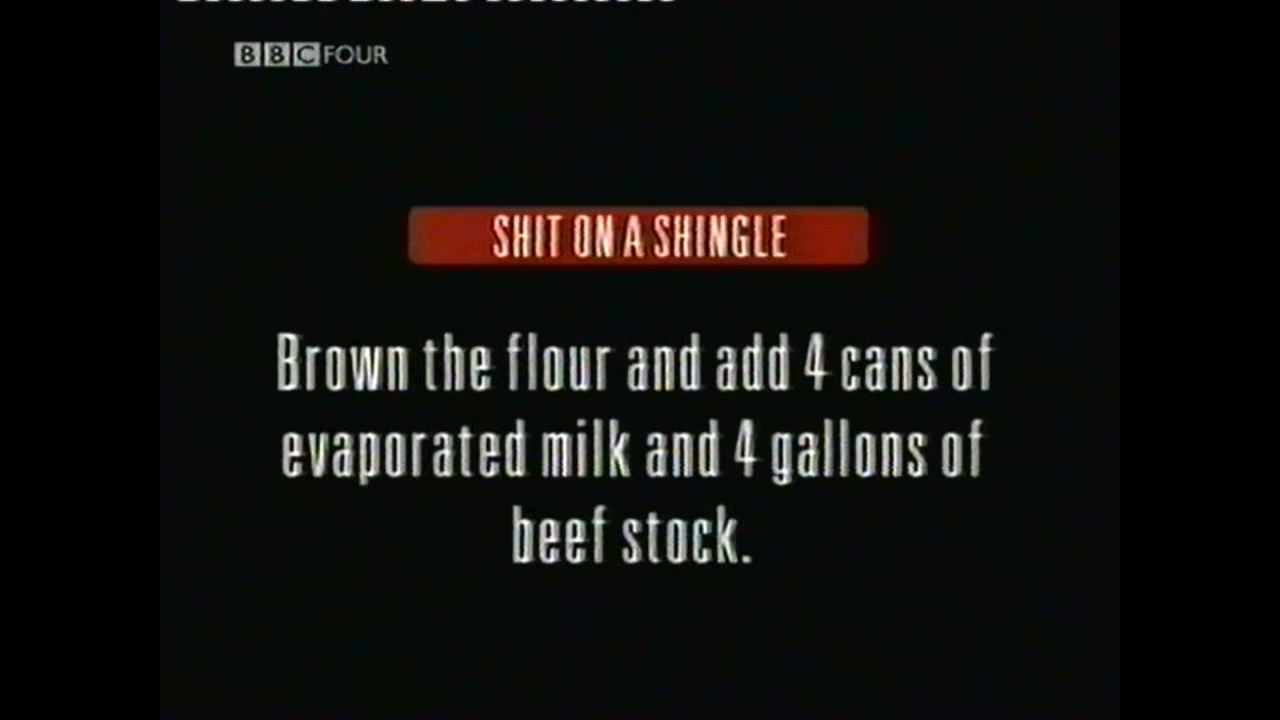 BBC FOUR
SHIT ON A SHINGLE
Brown the flour and add 4 cans of
evaporated milk and 4 gallons of
beef stock.